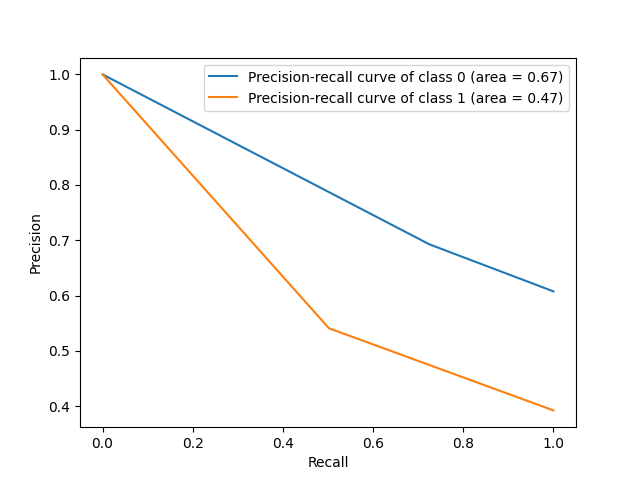 Precision-recall curve of class 0 (area = 0.67)
Precision-recall curve of class 1 (area = 0.47)
1.0
0.9
0.8
0.7
0.6
0.5
0.4
Precision
0.0 0.2 0.4 0.6 0.8 1.0
Recall